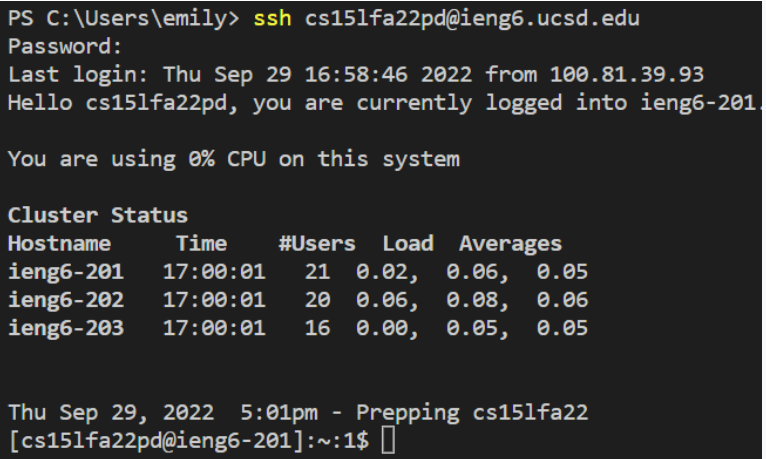 PS C:\Users\emily> ssh cs15lfa22pd@ieng6.ucsd.edu
Password:
Last login: Thu Sep 29 16:58:46 2022 from 100.81.39.93
Hello cs15lfa22pd, you are currently logged into ieng6-201.
You are using 0% CPU on this system
Cluster Status
Hostname Time #Users Load Averages
ieng6-201 17:00:01 21 0.02, 0.06, 0.05
ieng6-202 17:00:01 20 0.06, 0.08, 0.06
ieng6-203 17:00:01 16 0.00, 0.05, 0.05
Thu Sep 29, 2022 5:01pm - Prepping cs15lfa22
[cs15lfa22pd@ieng6-201]:~:1$